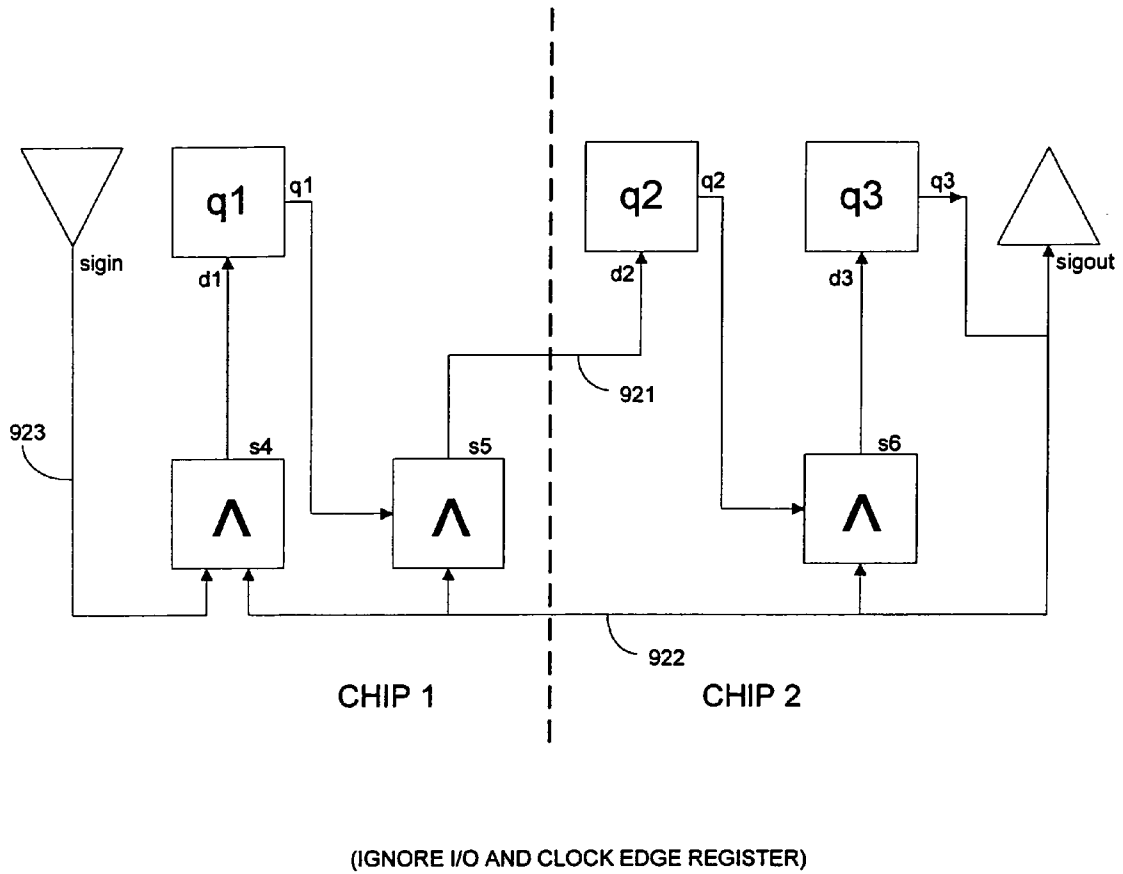 q1
q1
q2
q2
q3
q3
sigin
d1
d2
d3
sigout
921
923
s4
s5
s6
Λ
Λ
Λ
922
CHIP 1
CHIP 2
(IGNORE I/O AND CLOCK EDGE REGISTER)